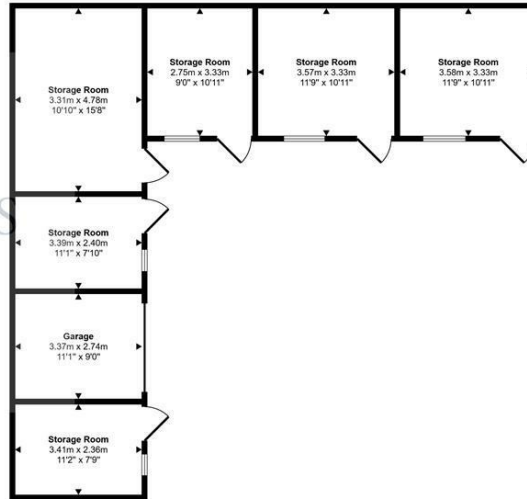 Storage Room
3.31m x 4.78m
10'10" x 15'8"
Storage Room
2.75m x 3.33m
9'0" x 10'11"
Storage Room
3.57m x 3.33m
11'9" x 10'11"
Storage Room
3.58m x 3.33m
11'9" x 10'11"
Storage Room
3.39m x 2.40m
11'1" x 7'10"
Garage
3.37m x 2.74m
11'1" x 9'0"
Storage Room
3.41m x 2.36m
11'2" x 7'9"
S